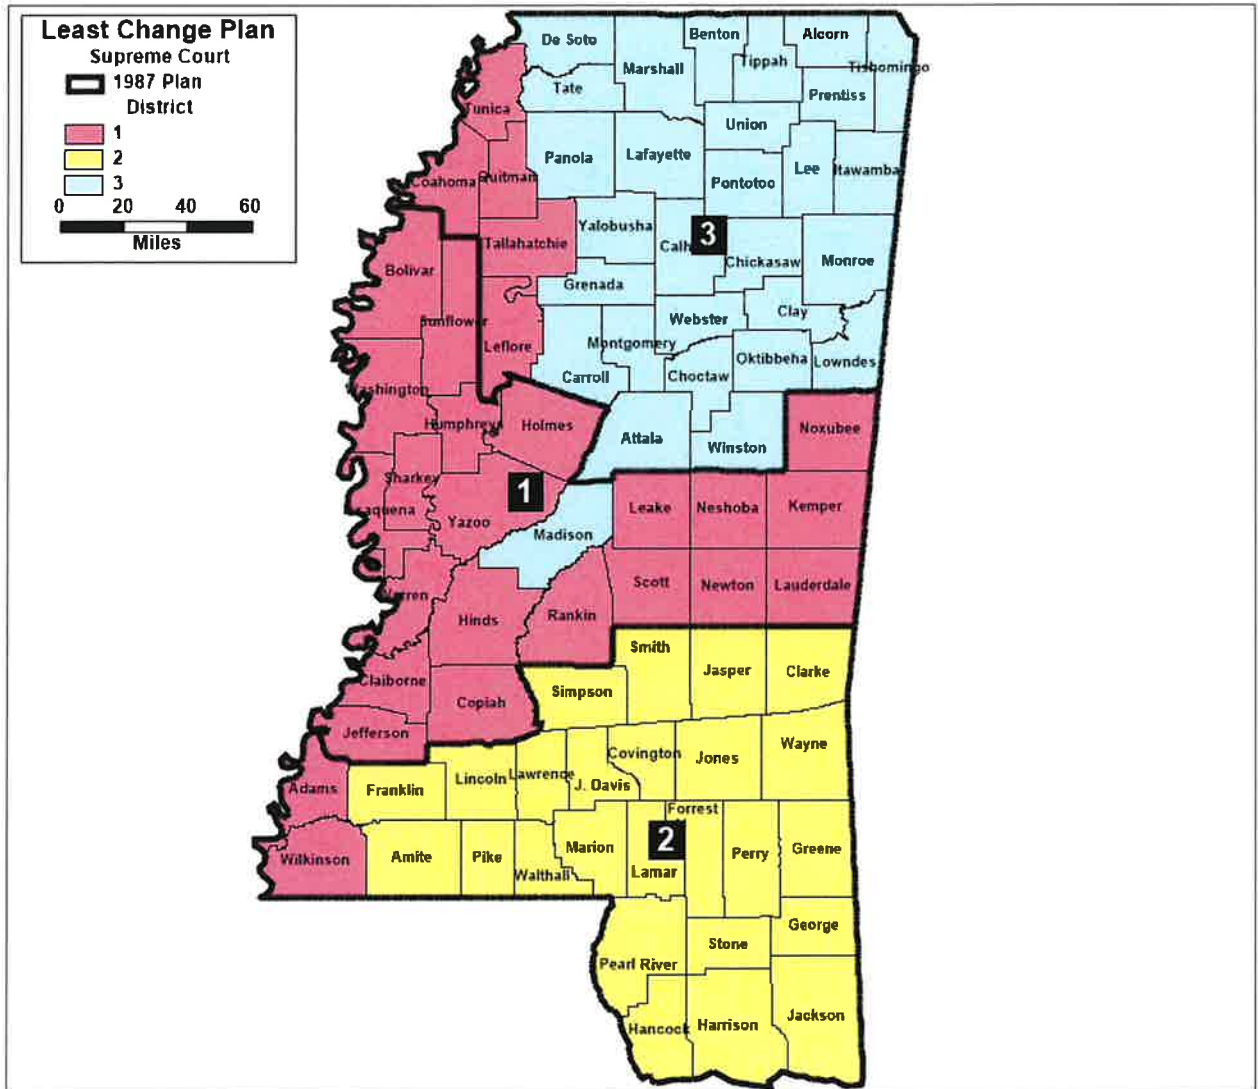 Least Change Plan
Supreme Court
1987 Plan
District
1
2
3
0 20 40 60
Miles
De Soto
Benton
Alcorn
Marshall
Tippah
Tishomingo
Tate
Prentiss
Tunica
Union
Panola
Lafayette
Lee
Itawamba
Coahoma
Quitman
Pontotoc
Yalobusha
Tallahatchie
Calh
3
Chickasaw
Monroe
Bolivar
Grenada
Clay
Webster
Sunflower
Leflore
Montgomery
Oktibbeha
Lowndes
Carroll
Choctaw
Washington
Humphreys
Holmes
Noxubee
Attala
Winston
Sharkey
1
saquena
Yazoo
Leake
Neshoba
Kemper
Madison
Scott
Newton
Lauderdale
Warren
Hinds
Rankin
Smith
Jasper
Clarke
Claiborne
Simpson
Copiah
Jefferson
Wayne
Covington
Jones
Lincoln
Lawrence
J. Davis
Adams
Franklin
Forrest
2
Marion
Perry
Greene
Wilkinson
Amite
Pike
Walthall
Lamar
George
Stone
Pearl River
Jackson
Hancock
Harrison